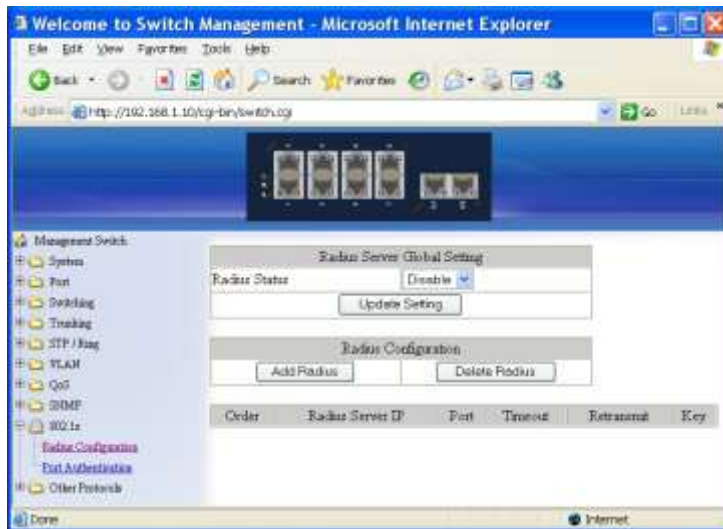 Welcome to Switch Management - Microsoft Internet Explorer
File Edit View Favorites Tools Help
Back Search Favorites
Address http://192.168.1.10/cgi-bin/switch.cgi Go Links »
Management Switch
System
Port
Switching
Trunking
STP / Ring
VLAN
QoS
SNMP
802.1x
Radius Configuration
Port Authentication
Other Protocols
Radius Server Global Setting
Radius Status Disable
Update Setting
Radius Configuration
Add Radius Delete Radius
Order Radius Server IP Port Timeout Retransmit Key
Done Internet